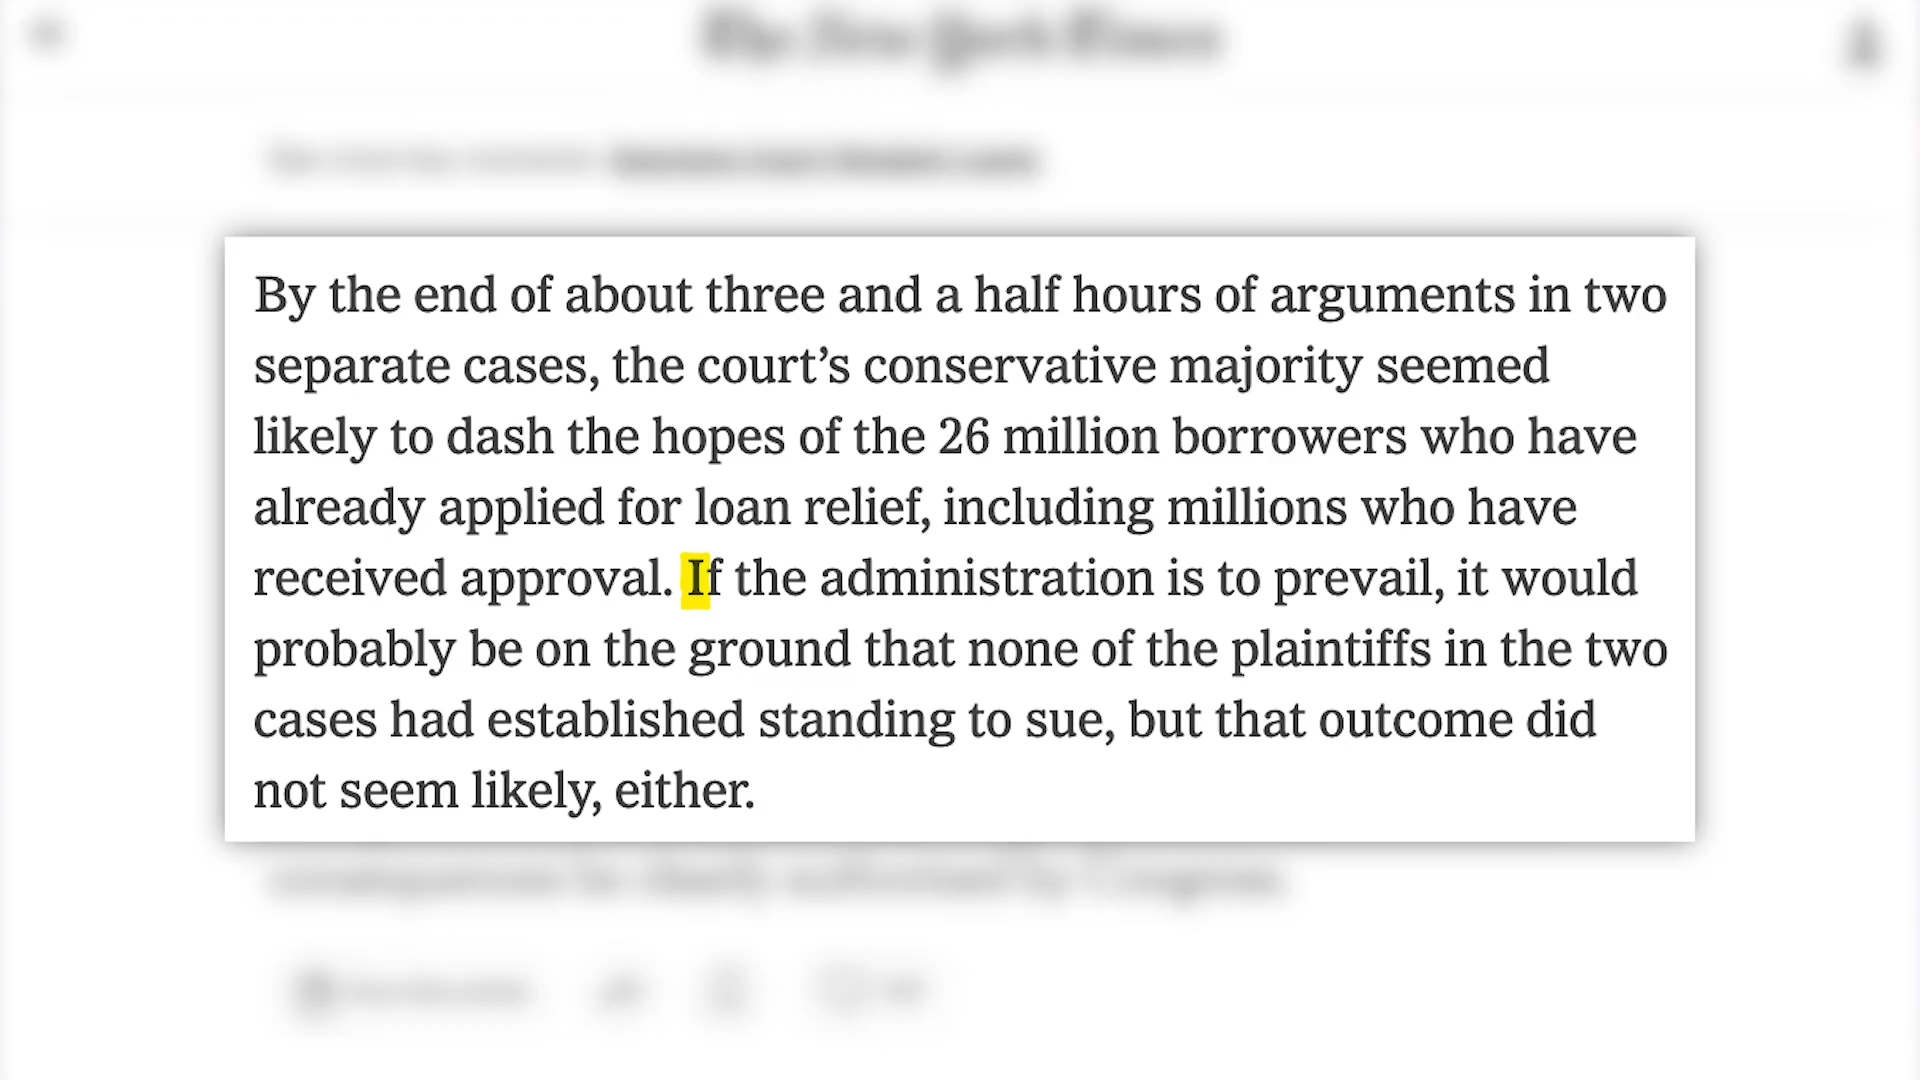 The New York Times
By the end of about three and a half hours of arguments in two
separate cases, the court’s conservative majority seemed
likely to dash the hopes of the 26 million borrowers who have
already applied for loan relief, including millions who have
received approval. If the administration is to prevail, it would
probably be on the ground that none of the plaintiffs in the two
cases had established standing to sue, but that outcome did
not seem likely, either.